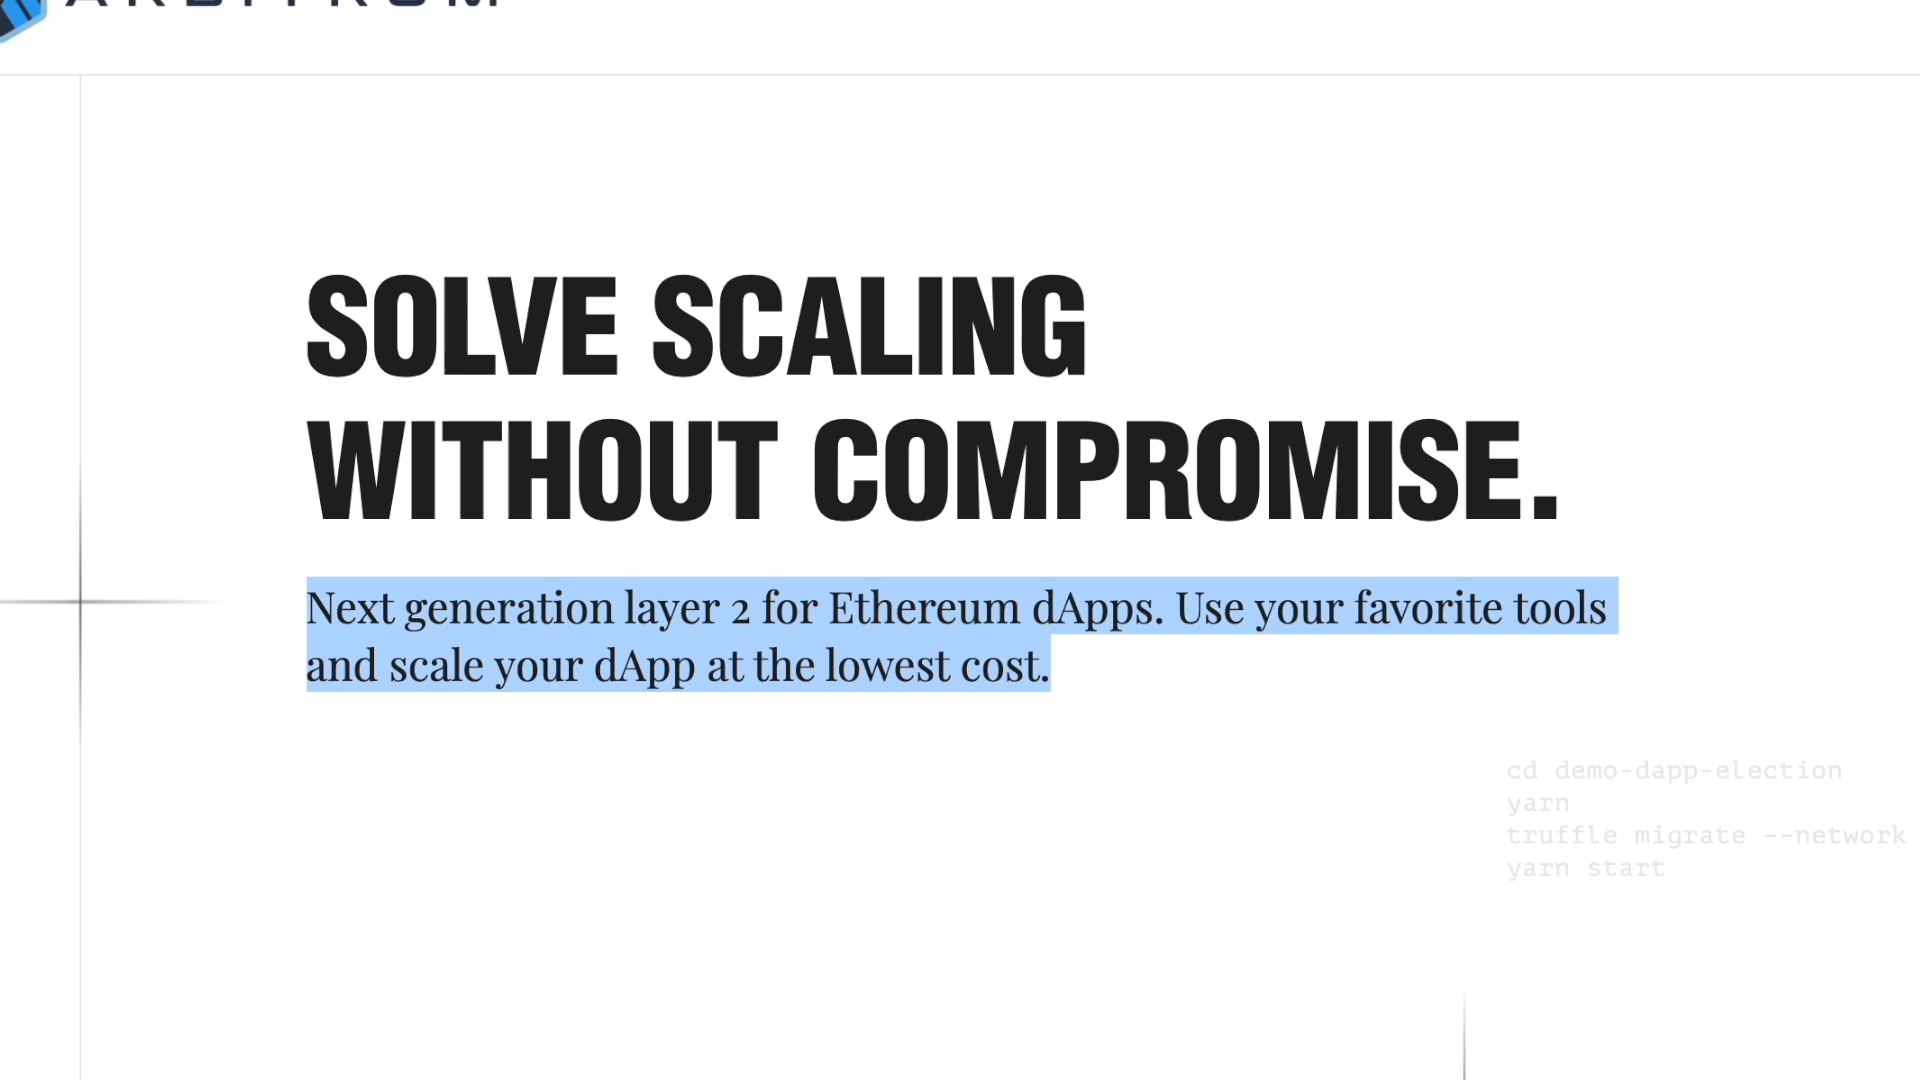 ARBITRUM
SOLVE SCALING
WITHOUT COMPROMISE.
Next generation layer 2 for Ethereum dApps. Use your favorite tools
and scale your dApp at the lowest cost.
cd demo-dapp-election
yarn
truffle migrate --network
yarn start